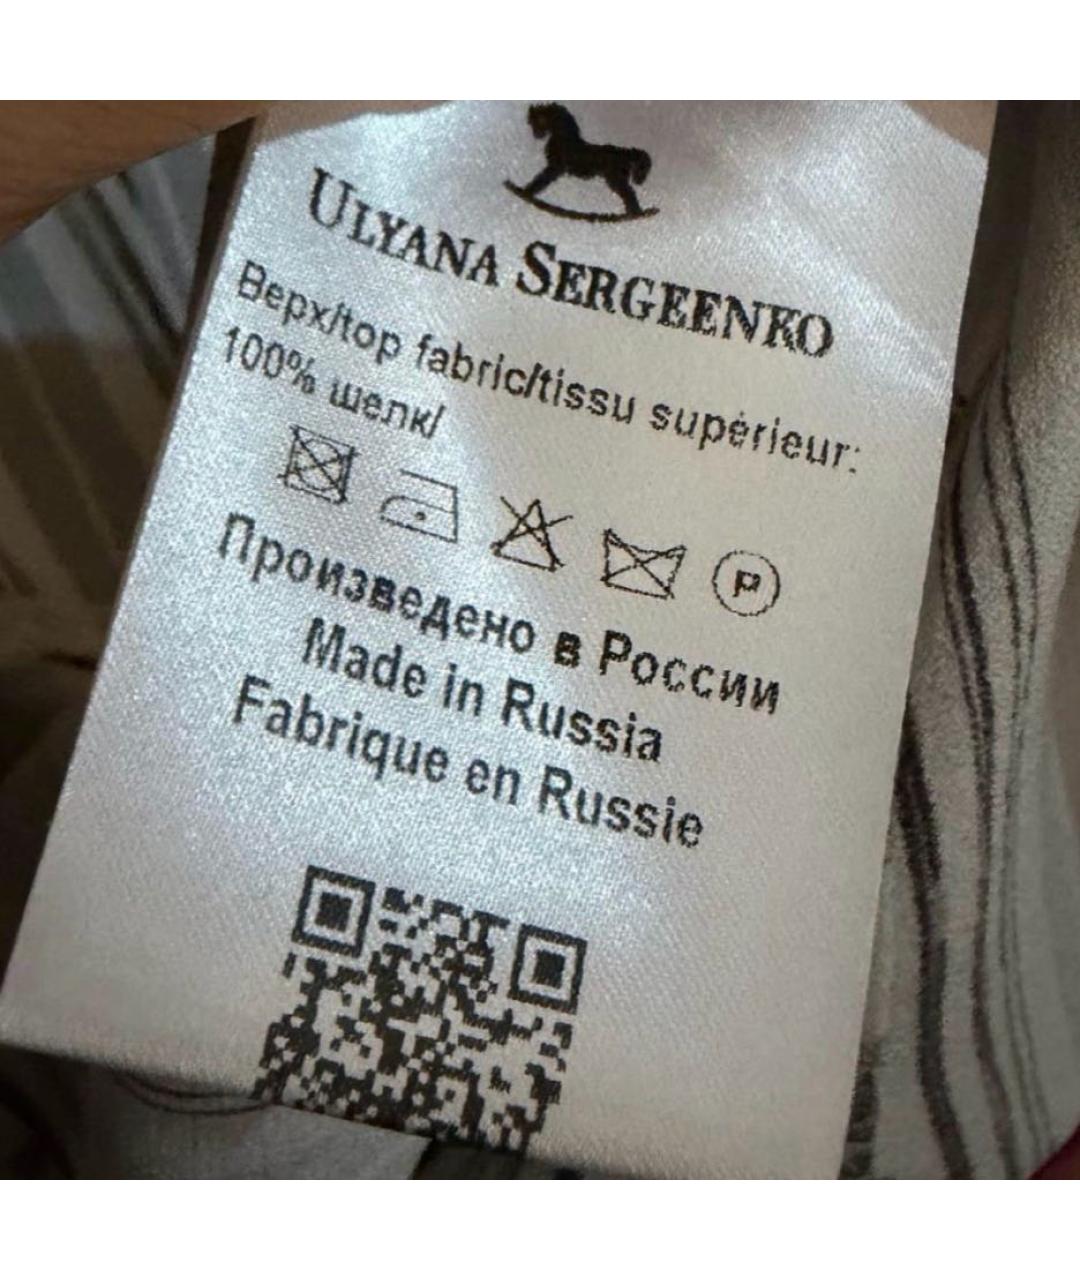 ULYANA SERGEENKO
Верх/top fabric/tissu supérieur:
100% шелк/
P
Произведено в России
Made in Russia
Fabrique en Russie